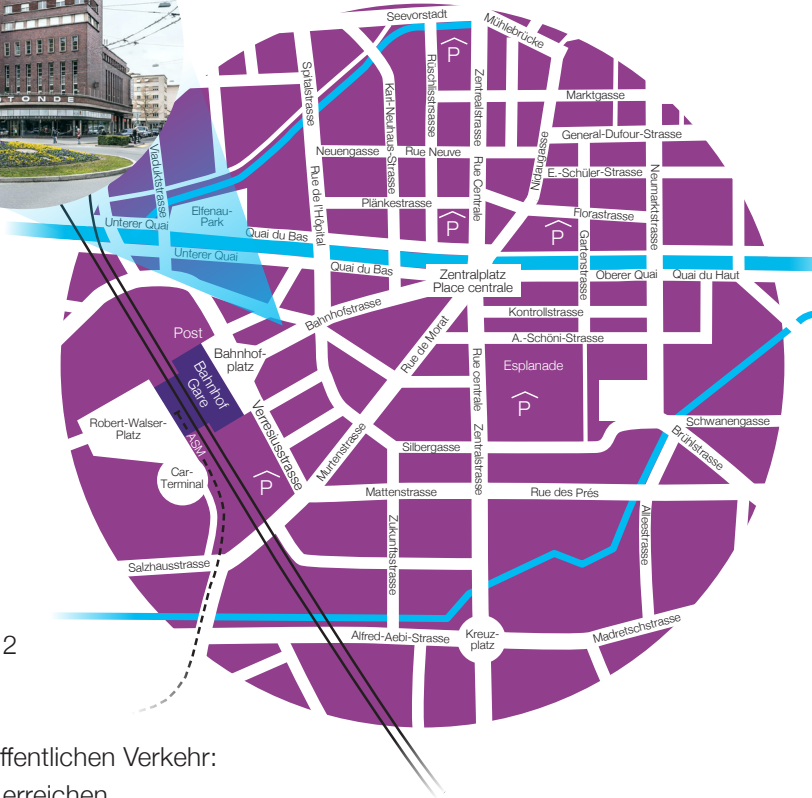 TONDE
Seevorstadt
Mühlebrücke
P
Spitalstrasse
Karl-Neuhaus-Strasse
Rüschlistrsasse
Zentralstrasse
Marktgasse
General-Dufour-Strasse
Neuengasse
Rue Neuve
Nidaugasse
E.-Schüler-Strasse
Neumarktstrasse
Viaduktstrasse
Rue de l'Hôpital
Rue Centrale
Plänkestrasse
Florastrasse
Elfenau-
Park
P
P
Unterer Quai
Quai du Bas
Gartenstrasse
Unterer Quai
Quai du Bas
Zentralplatz
Place centrale
Oberer Quai
Quai du Haut
Bahnhofstrasse
Kontrollstrasse
Post
Rue de Morat
A.-Schöni-Strasse
Bahnhof-
platz
Bahnhof
Gare
Rue centrale
Esplanade
P
Verresiusstrasse
Robert-Walser-
Platz
ASM
Murtenstrasse
Silbergasse
Zentralstrasse
Schwanengasse
Brühlstrasse
Car-
Terminal
P
Mattenstrasse
Rue des Prés
Zukunftsstrasse
Alleestrasse
Salzhausstrasse
Alfred-Aebi-Strasse
Kreuz-
platz
Madretschstrasse
2
ffentlichen Verkehr:
erreichen